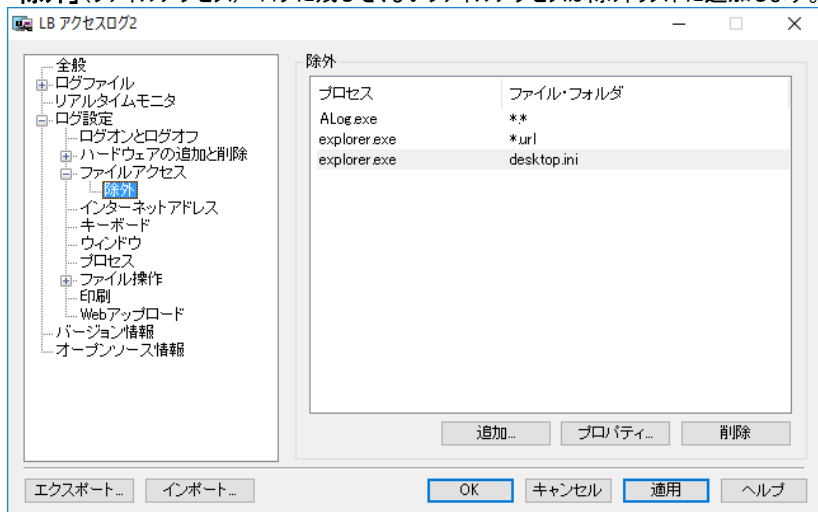 LB アクセスログ2
全般
ログファイル
リアルタイムモニタ
ログ設定
ログオンとログオフ
ハードウェアの追加と削除
ファイルアクセス
除外
インターネットアドレス
キーボード
ウィンドウ
プロセス
ファイル操作
印刷
Webアップロード
バージョン情報
オープンソース情報
除外
プロセス ファイル・フォルダ
ALog.exe *.*
explorer.exe *.url
explorer.exe desktop.ini
追加... プロパティ... 削除
エクスポート... インポート... OK キャンセル 適用 ヘルプ